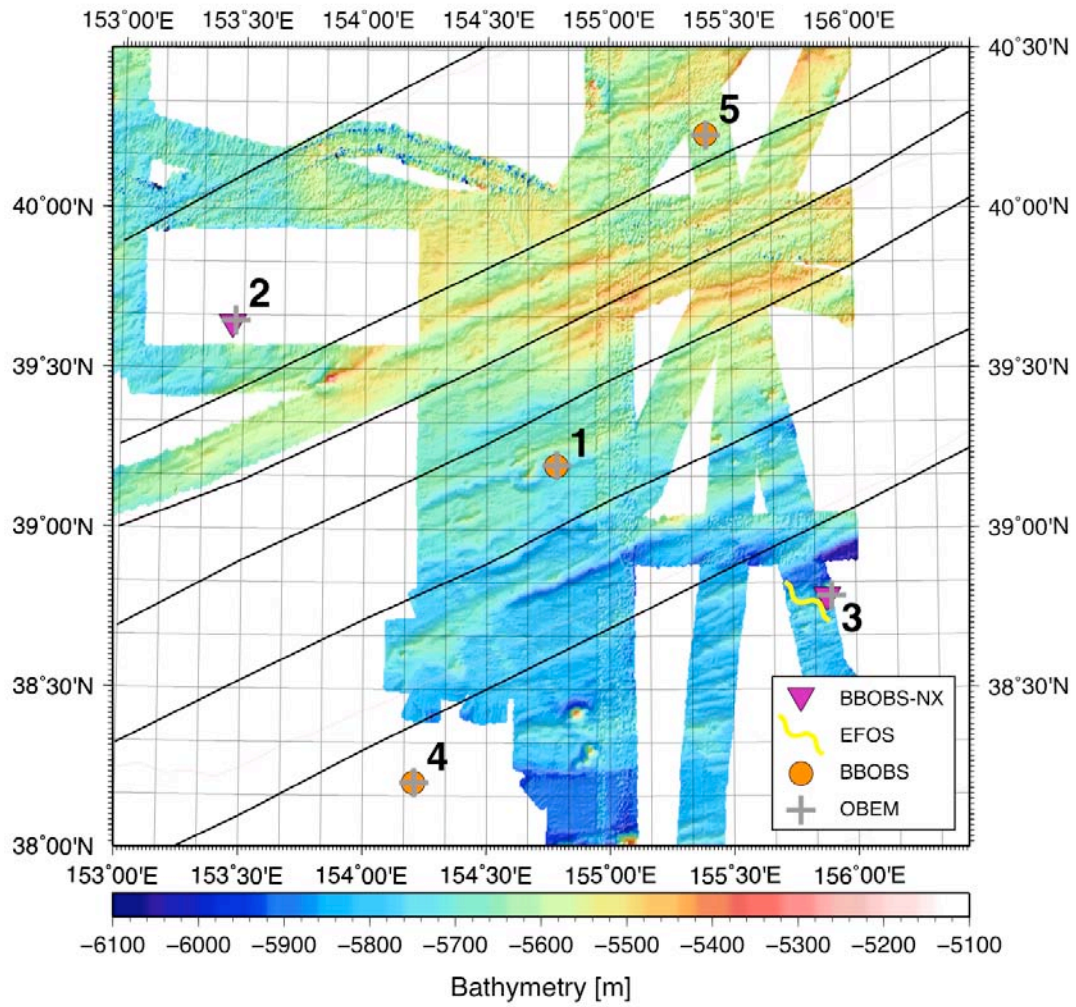 153˚00'E 153˚30'E 154˚00'E 154˚30'E 155˚00'E 155˚30'E 156˚00'E
40˚30'N
5
40˚00'N 40˚00'N
2
39˚30'N 39˚30'N
1
39˚00'N 39˚00'N
3
38˚30'N 38˚30'N
BBOBS-NX
EFOS
4
BBOBS
OBEM
38˚00'N 38˚00'N
153˚00'E 153˚30'E 154˚00'E 154˚30'E 155˚00'E 155˚30'E 156˚00'E
−6100 −6000 −5900 −5800 −5700 −5600 −5500 −5400 −5300 −5200 −5100
Bathymetry [m]